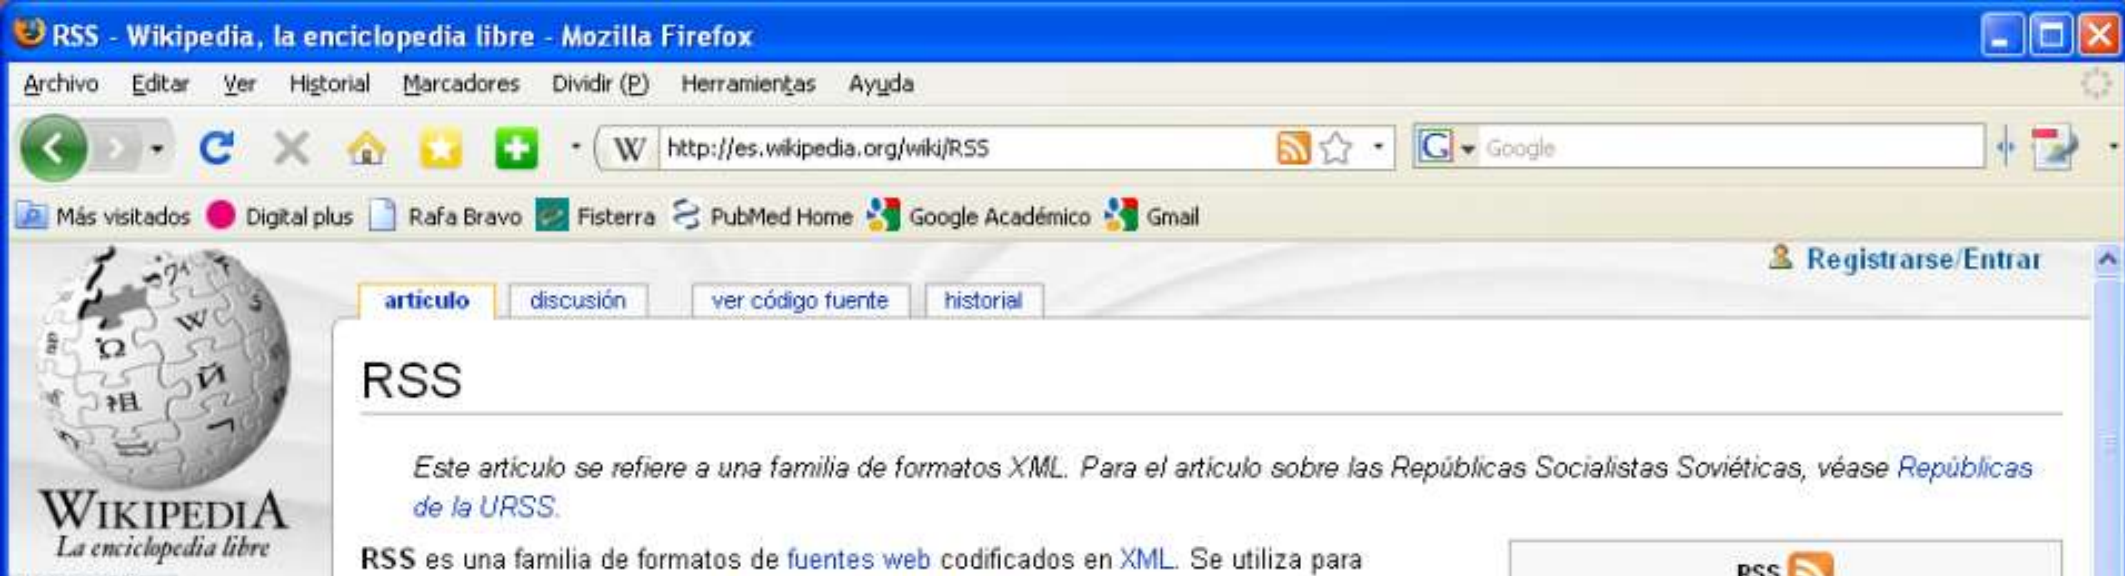 RSS - Wikipedia, la enciclopedia libre - Mozilla Firefox
Archivo Editar Ver Historial Marcadores Dividir (P) Herramientas Ayuda
W http://es.wikipedia.org/wiki/RSS G Google
Más visitados Digital plus Rafa Bravo Fisterra PubMed Home Google Académico Gmail
Registrarse/Entrar
artículo discusión ver código fuente historial
RSS
Este artículo se refiere a una familia de formatos XML. Para el artículo sobre las Repúblicas Socialistas Soviéticas, véase Repúblicas
de la URSS.
WIKIPEDIA
La enciclopedia libre
RSS es una familia de formatos de fuentes web codificados en XML. Se utiliza para
RSS